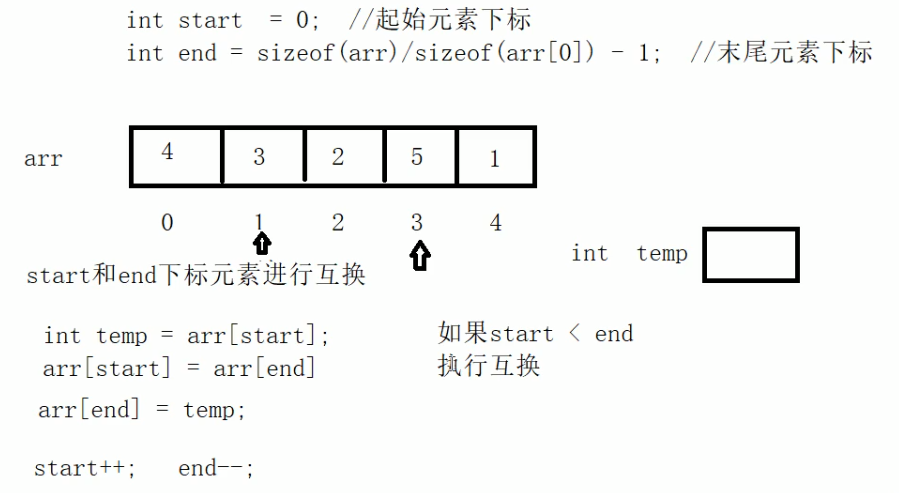 int start  = 0;  //起始元素下标
int end = sizeof(arr)/sizeof(arr[0]) - 1;  //末尾元素下标
arr 4 3 2 5 1
0 1 2 3 4
int  temp
start和end下标元素进行互换
int temp = arr[start]; 如果start < end
arr[start] = arr[end] 执行互换
arr[end] = temp;
start++;  end--;